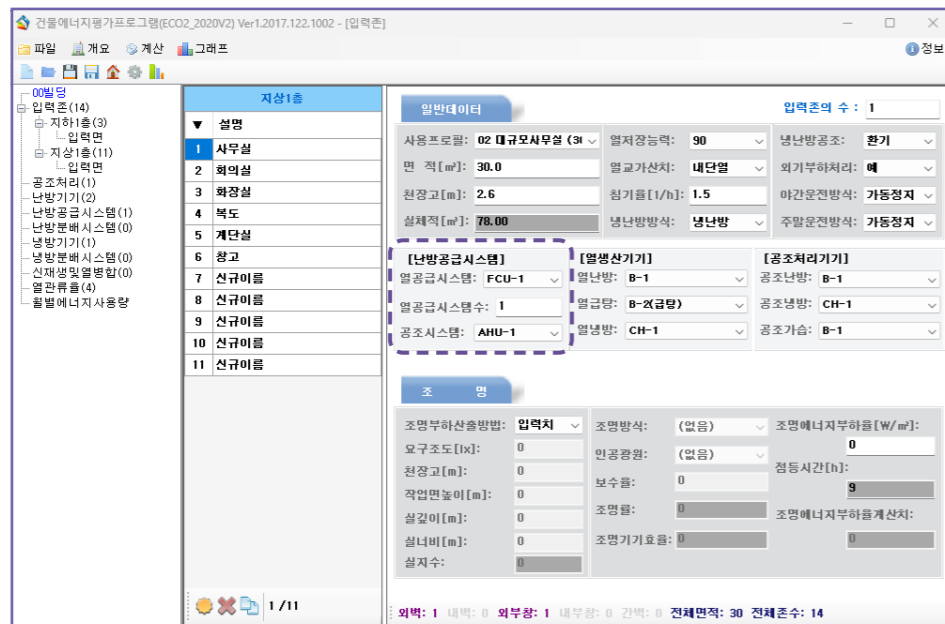 건물에너지평가프로그램(ECO2_2020V2) Ver1.2017.122.1002 - [입력존]
파일 개요 계산 그래프 정보
00빌딩
입력존(14)
지하1층(3)
입력면
지상1층(11)
입력면
공조처리(1)
난방기기(2)
난방공급시스템(1)
난방분배시스템(0)
냉방기기(1)
냉방분배시스템(0)
신재생및열병합(0)
열관류율(4)
월별에너지사용량
지상1층
▼ 설명
1 사무실
2 회의실
3 화장실
4 복도
5 계단실
6 창고
7 신규이름
8 신규이름
9 신규이름
10 신규이름
11 신규이름
1 /11
일반데이터
입력존의 수: 1
사용프로필: 02 대규모사무실 (30 열저장능력: 90 냉난방공조: 환기
면 적[㎡]: 30.0 열교가산치: 내단열 외기부하처리: 예
천장고[m]: 2.6 침기율[1/h]: 1.5 야간운전방식: 가동정지
실체적[㎥]: 78.00 냉난방방식: 냉난방 주말운전방식: 가동정지
[난방공급시스템] [열생산기기] [공조처리기기]
열공급시스템: FCU-1 열난방: B-1 공조난방: B-1
열공급시스템수: 1 열급탕: B-2(급탕) 공조냉방: CH-1
공조시스템: AHU-1 열냉방: CH-1 공조가습: B-1
조 명
조명부하산출방법: 입력치 조명방식: (없음) 조명에너지부하율[W/㎡]:
요구조도[lx]: 0 인공광원: (없음) 0
천장고[m]: 0 보수율: 0 점등시간[h]:
작업면높이[m]: 0 9
실깊이[m]: 0 조명률: 0 조명에너지부하율계산치:
실너비[m]: 0 조명기기효율: 0 0
실지수: 0
외벽: 1 내벽: 0 외부창: 1 내부창: 0 간벽: 0 전체면적: 30 전체존수: 14